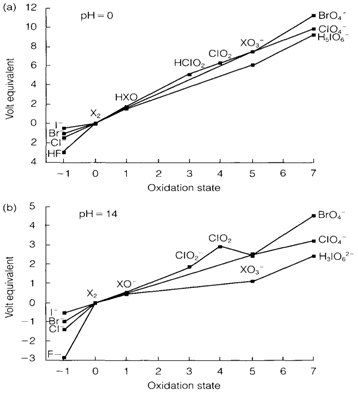 (a)
pH = 0
12
10
8
6
4
2
0
2
-4
Volt equivalent
I⁻
Br⁻
-Cl
HF
X₂
HXO
HClO₂
ClO₂
XO₃⁻
BrO₄⁻
ClO₄⁻
H₅IO₆⁻
-1 0 1 2 3 4 5 6 7
Oxidation state
(b)
pH = 14
5
4
3
2
1
0
-1
-2
-3
Volt equivalent
I⁻
Br⁻
Cl
F
X₂
XO⁻
ClO₂⁻
ClO₂
XO₃⁻
BrO₄⁻
ClO₄⁻
H₃IO₆²⁻
-1 0 1 2 3 4 5 6 7
Oxidation state